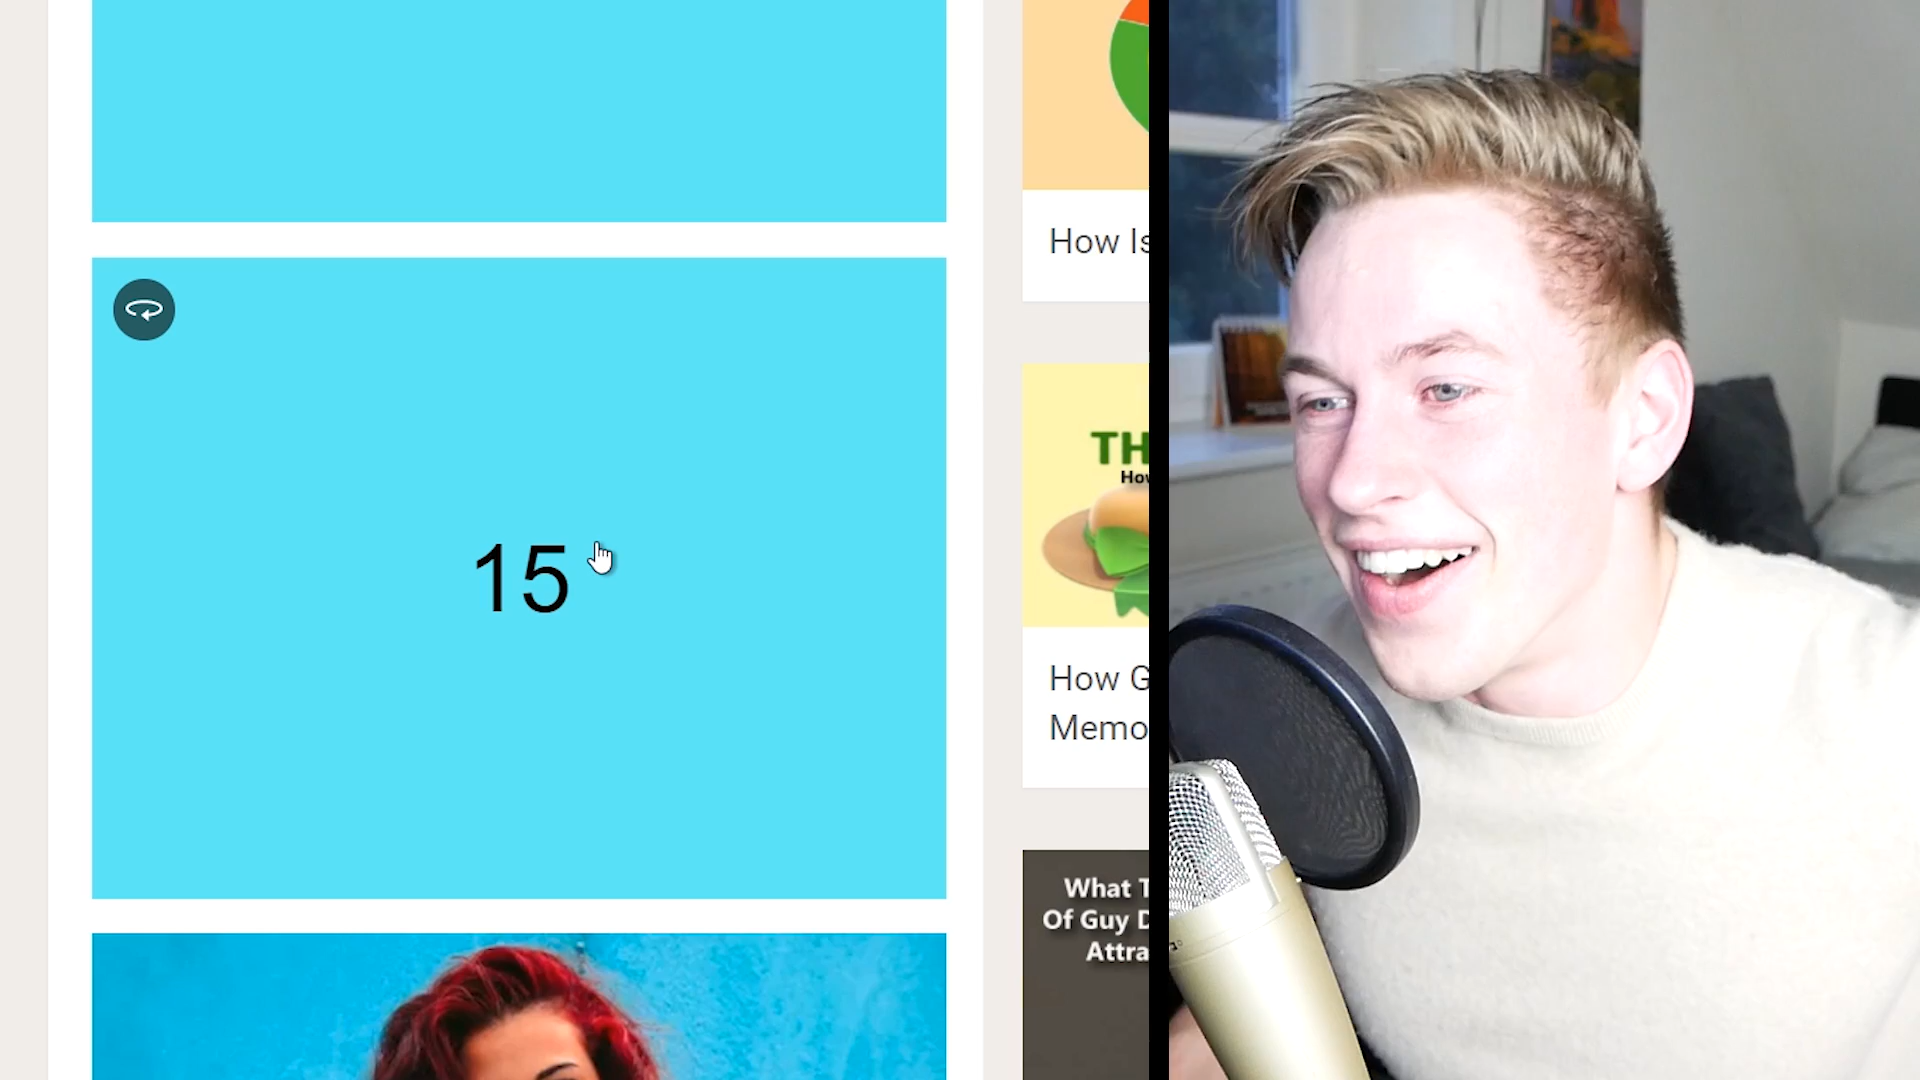 How Is
15
TH
How
How G
Memo
What T
Of Guy D
Attra